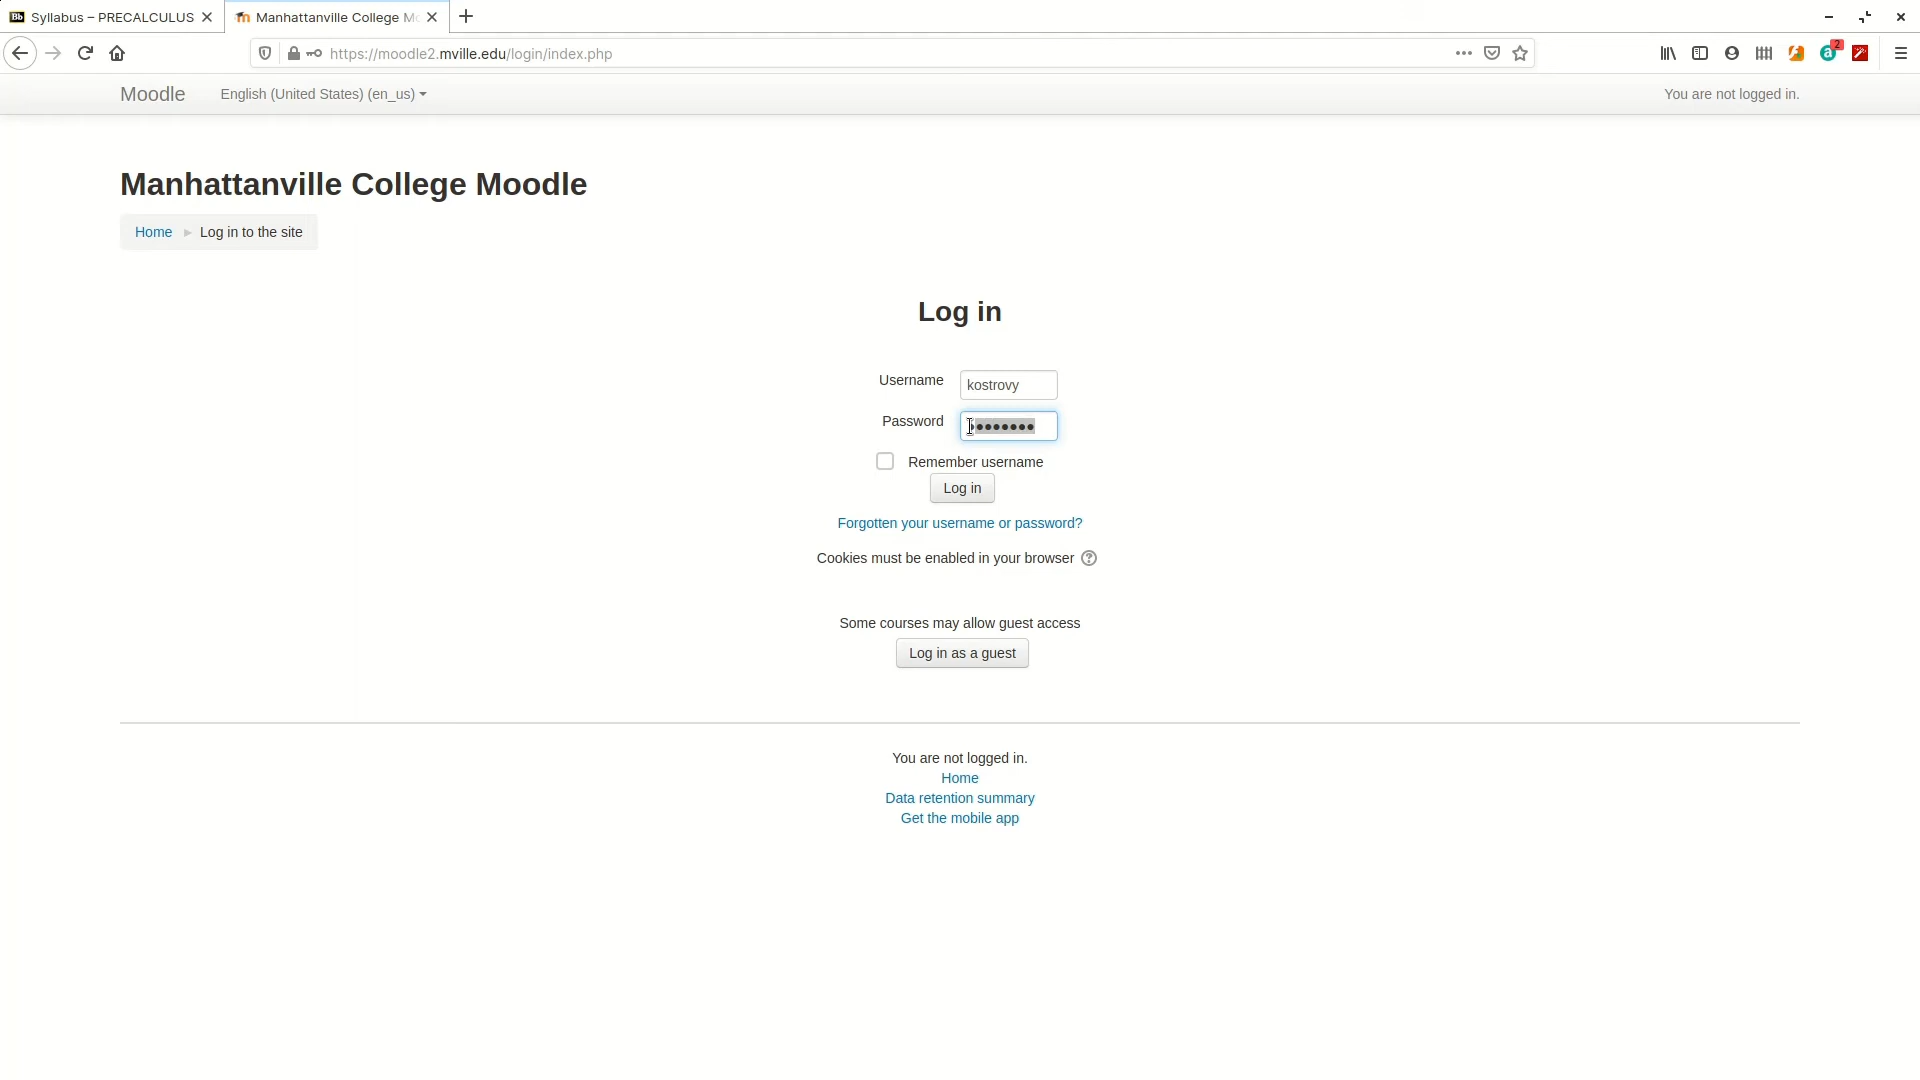 Syllabus – PRECALCULUS
Manhattanville College Mo
https://moodle2.mville.edu/login/index.php
2
Moodle
English (United States) (en_us)
You are not logged in.
Manhattanville College Moodle
Home ► Log in to the site
Log in
Username kostrovy
Password ••••••••
Remember username
Log in
Forgotten your username or password?
Cookies must be enabled in your browser
Some courses may allow guest access
Log in as a guest
You are not logged in.
Home
Data retention summary
Get the mobile app